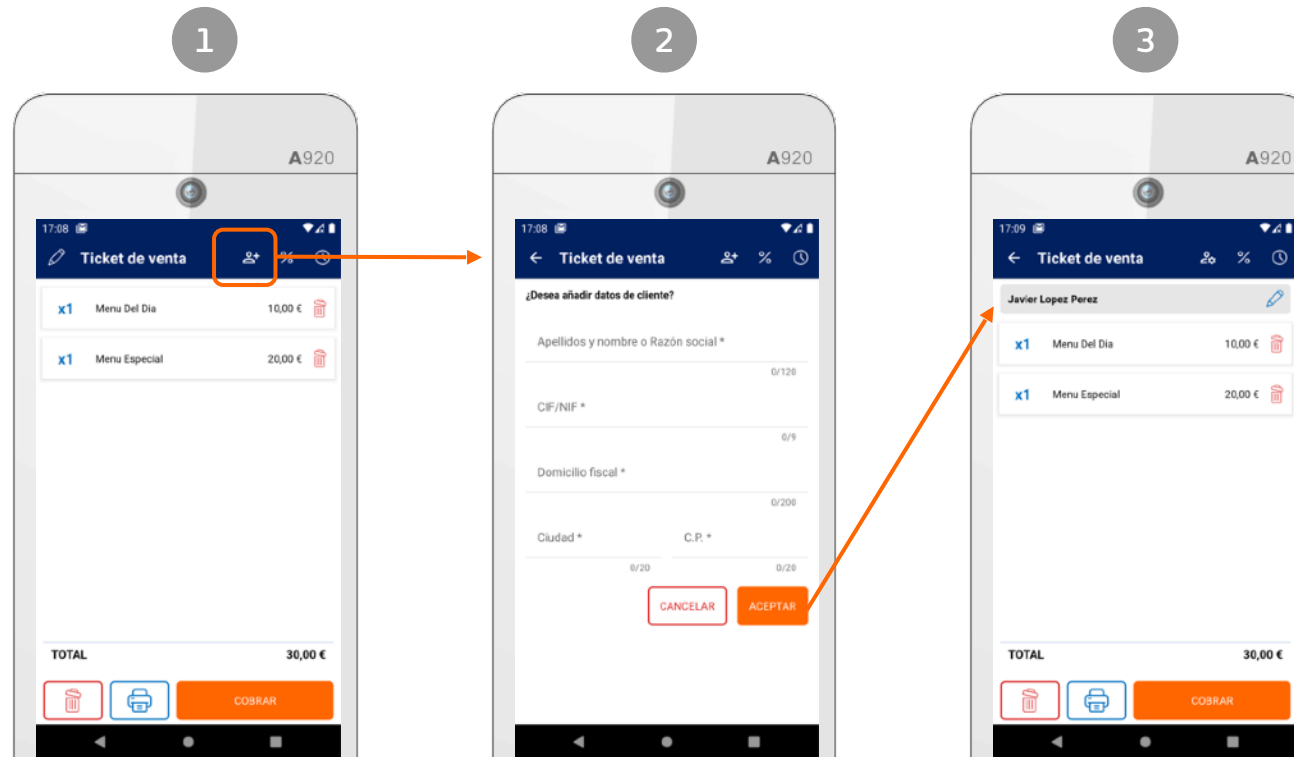 1
A920
17:08
Ticket de venta
x1 Menu Del Dia 10,00 €
x1 Menu Especial 20,00 €
TOTAL 30,00 €
COBRAR
2
A920
17:08
Ticket de venta
¿Desea añadir datos de cliente?
Apellidos y nombre o Razón social *
0/120
CIF/NIF *
0/9
Domicilio fiscal *
0/200
Ciudad * C.P. *
0/20 0/20
CANCELAR ACEPTAR
3
A920
17:09
Ticket de venta
Javier Lopez Perez
x1 Menu Del Dia 10,00 €
x1 Menu Especial 20,00 €
TOTAL 30,00 €
COBRAR